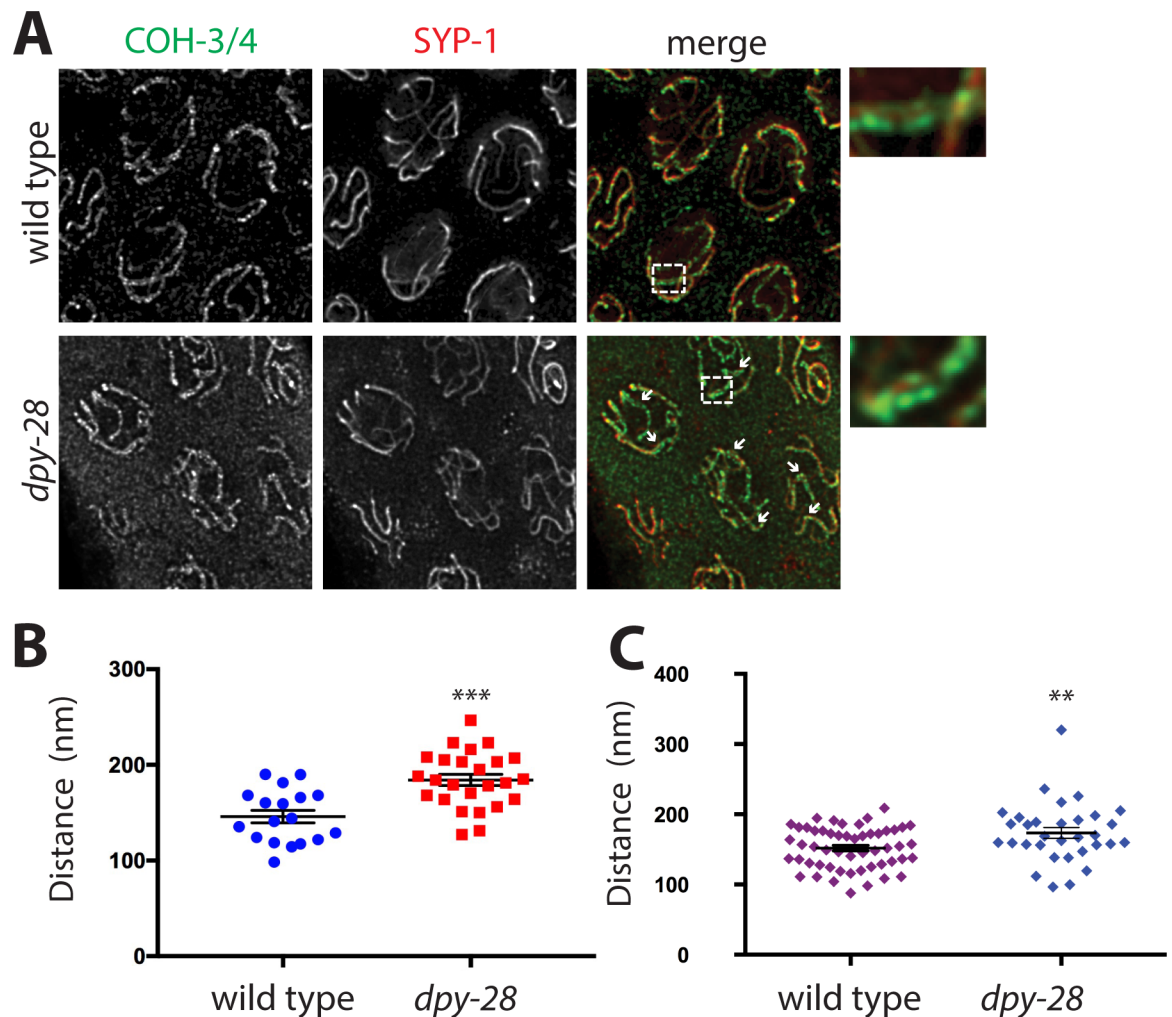 A
COH-3/4 SYP-1 merge
wild type
dpy-28
B
Distance (nm)
300
200
100
0
***
wild type dpy-28
C
Distance (nm)
400
300
200
100
0
**
wild type dpy-28